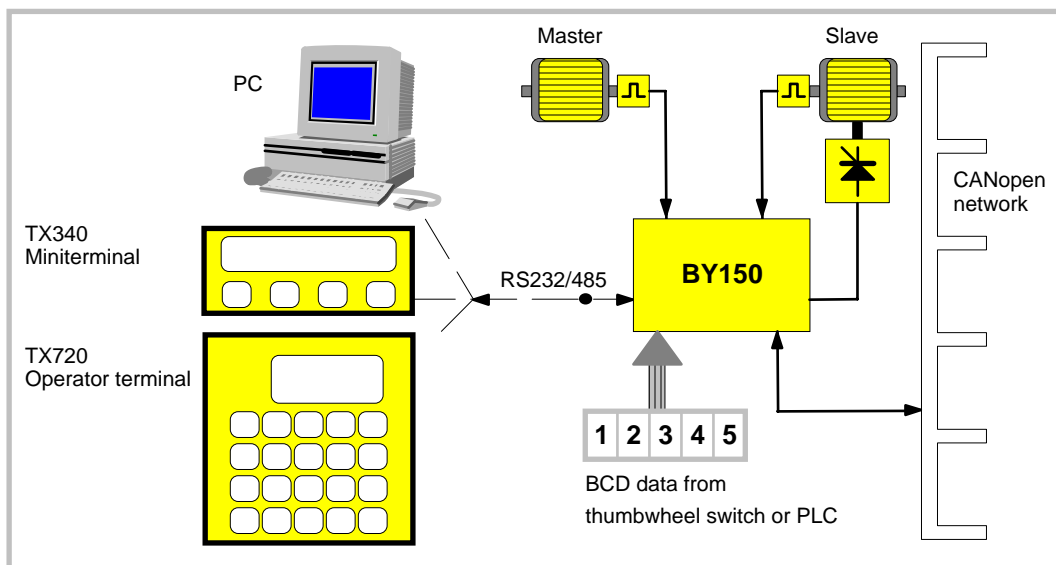 Master
Slave
PC
CANopen
network
TX340
Miniterminal
RS232/485
BY150
TX720
Operator terminal
1 2 3 4 5
BCD data from
thumbwheel switch or PLC